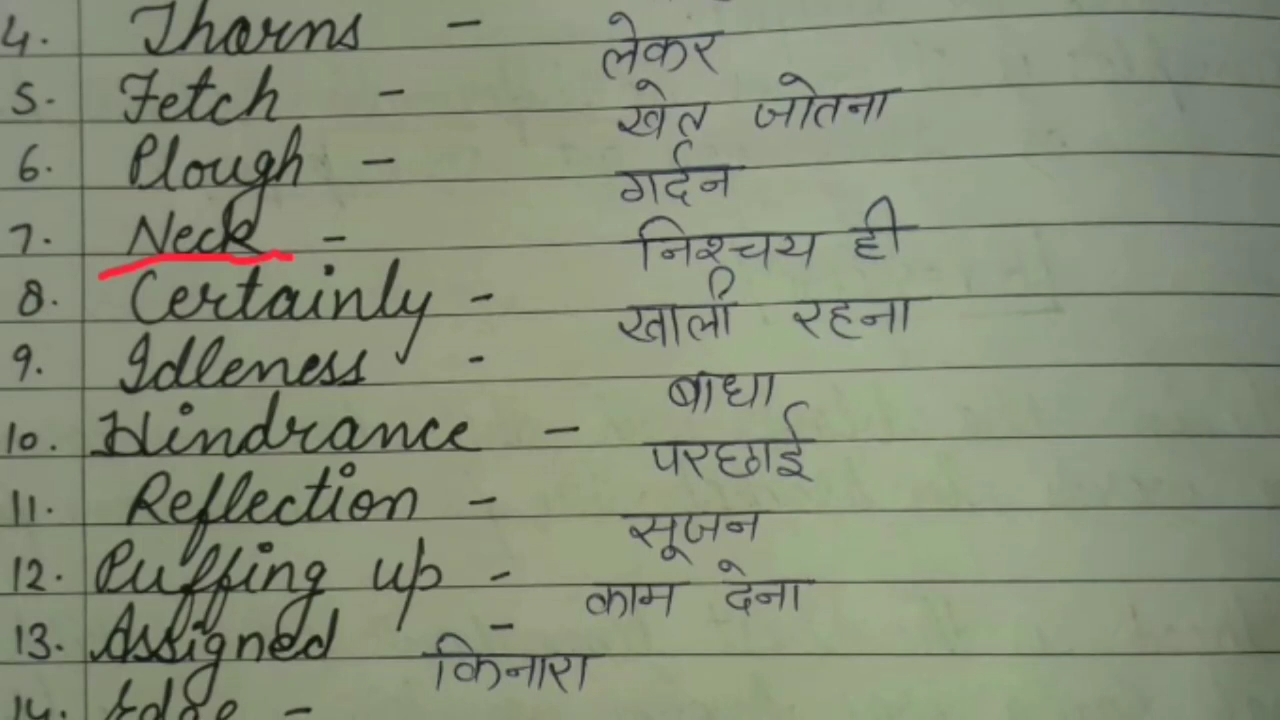 4. Thorns -
लेकर
5. Fetch -
खेत जोतना
6. Plough -
गर्दन
7. Neck -
निश्चय ही
8. Certainly -
खाली रहना
9. Idleness -
बाधा
10. Hindrance -
परछाई
11. Reflection -
सूजन
12. Puffing up -
काम देना
13. Assigned -
किनारा
14. Edge -